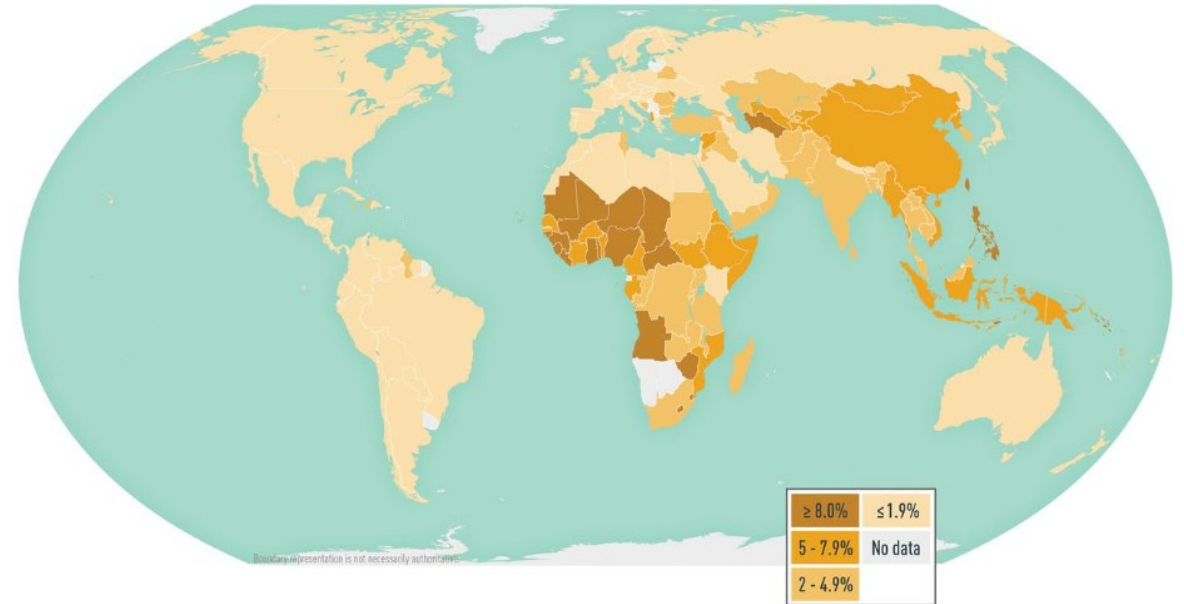 ≥ 8.0% ≤1.9%
5 - 7.9% No data
2 - 4.9%
Boundary representation is not necessarily authoritative.